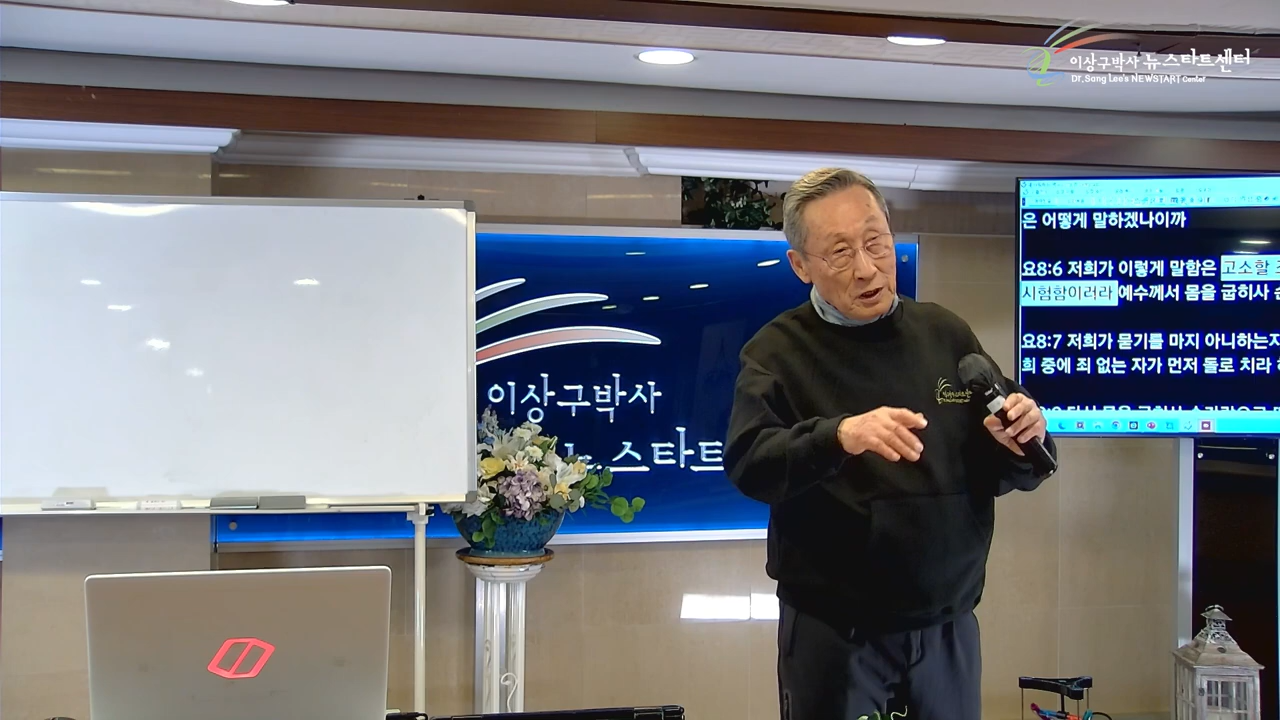 이상구박사 뉴스타트센터
Dr. Sang Lee's NEWSTART Center
은 어떻게 말하겠나이까
요8:6 저희가 이렇게 말함은 고소할
시험함이러라 예수께서 몸을 굽히사
요8:7 저희가 묻기를 마지 아니하는지
희 중에 죄 없는 자가 먼저 돌로 치라
이상구박사
뉴스타트